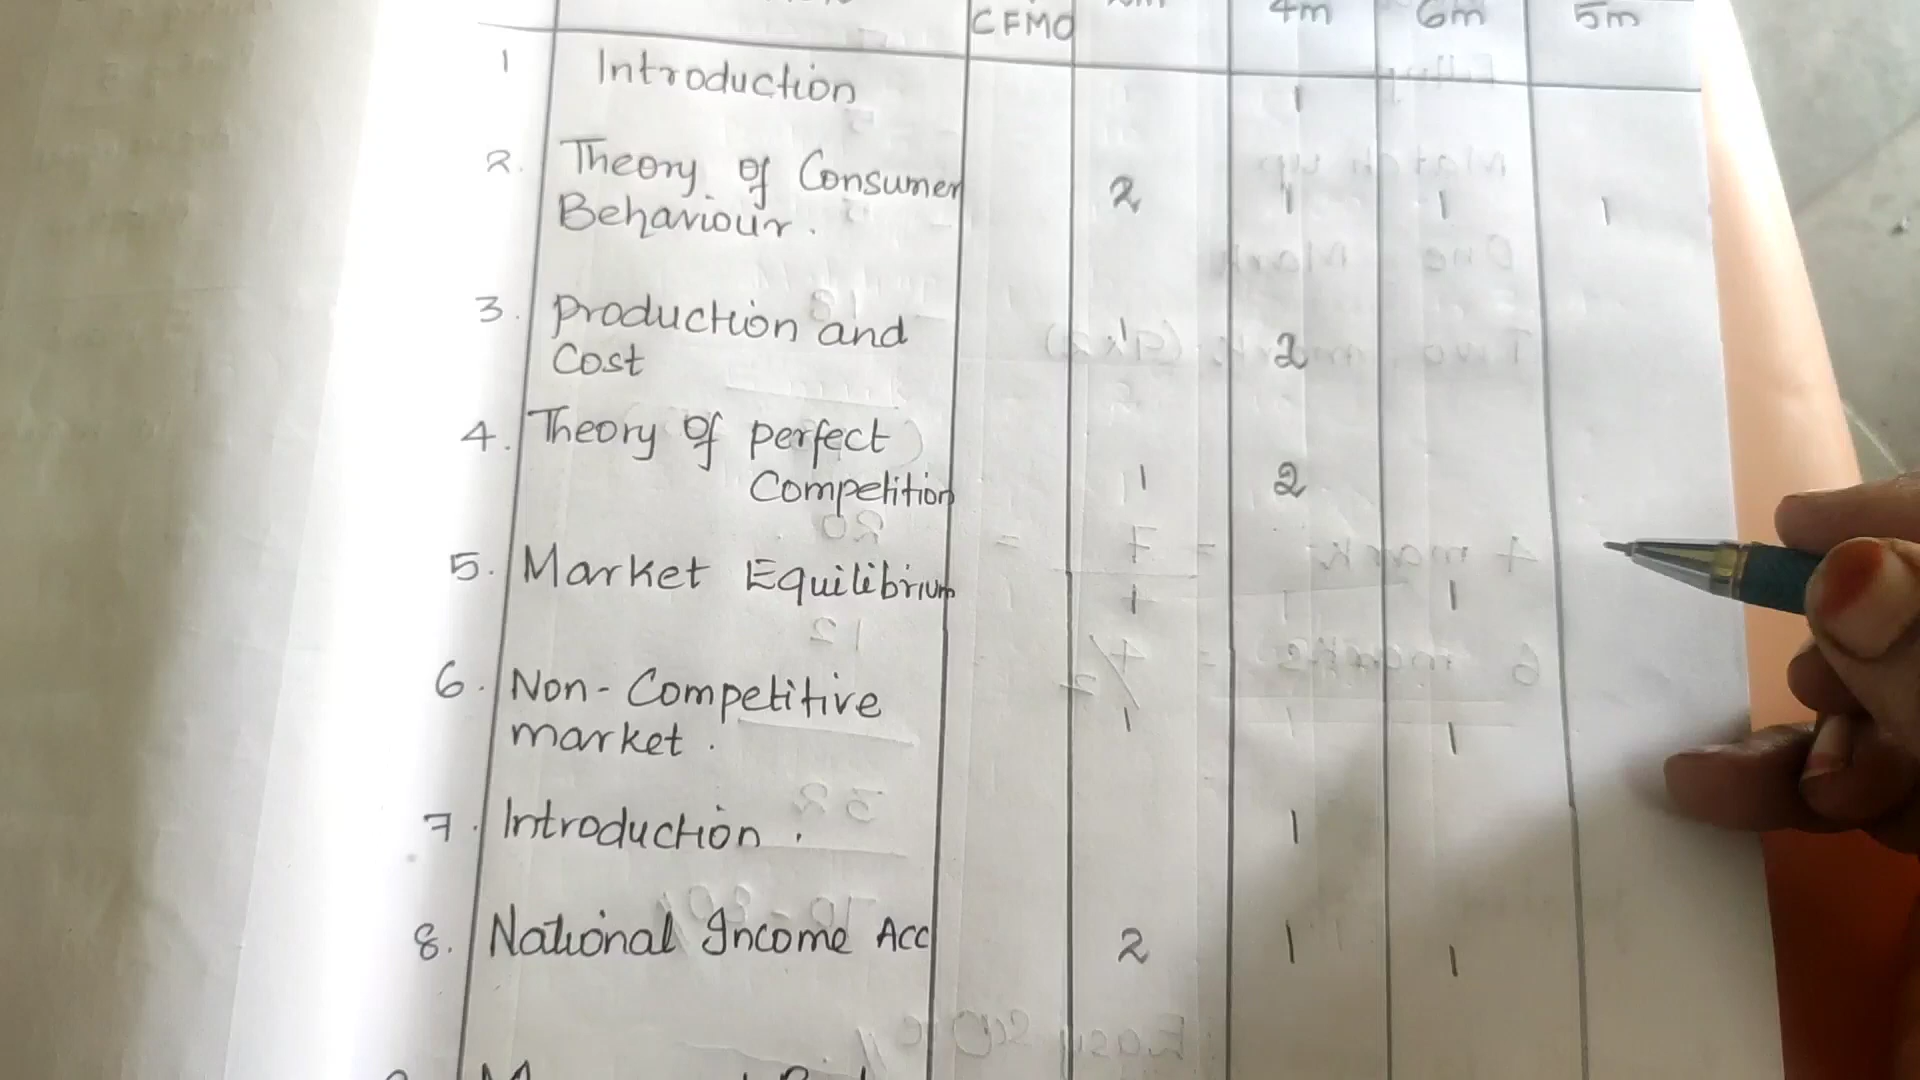 CFMO 4m 6m 5m
1 Introduction 1
2. Theory of Consumer
Behaviour. 2 1 1 1
3. Production and
Cost 1 2
4. Theory of perfect
Competition 1 2
5. Market Equilibrium 1 1
6. Non-Competitive
market. 1 1
7. Introduction. 1
8. National Income Acc 2 1 1